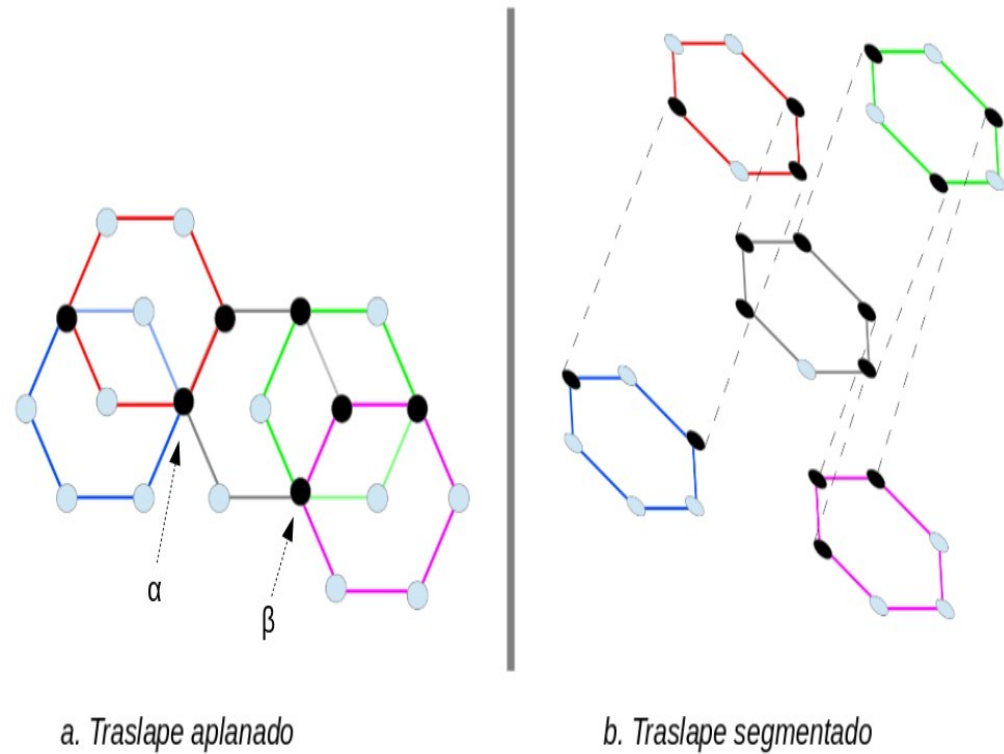 α
β
a. Traslape aplanado
b. Traslape segmentado